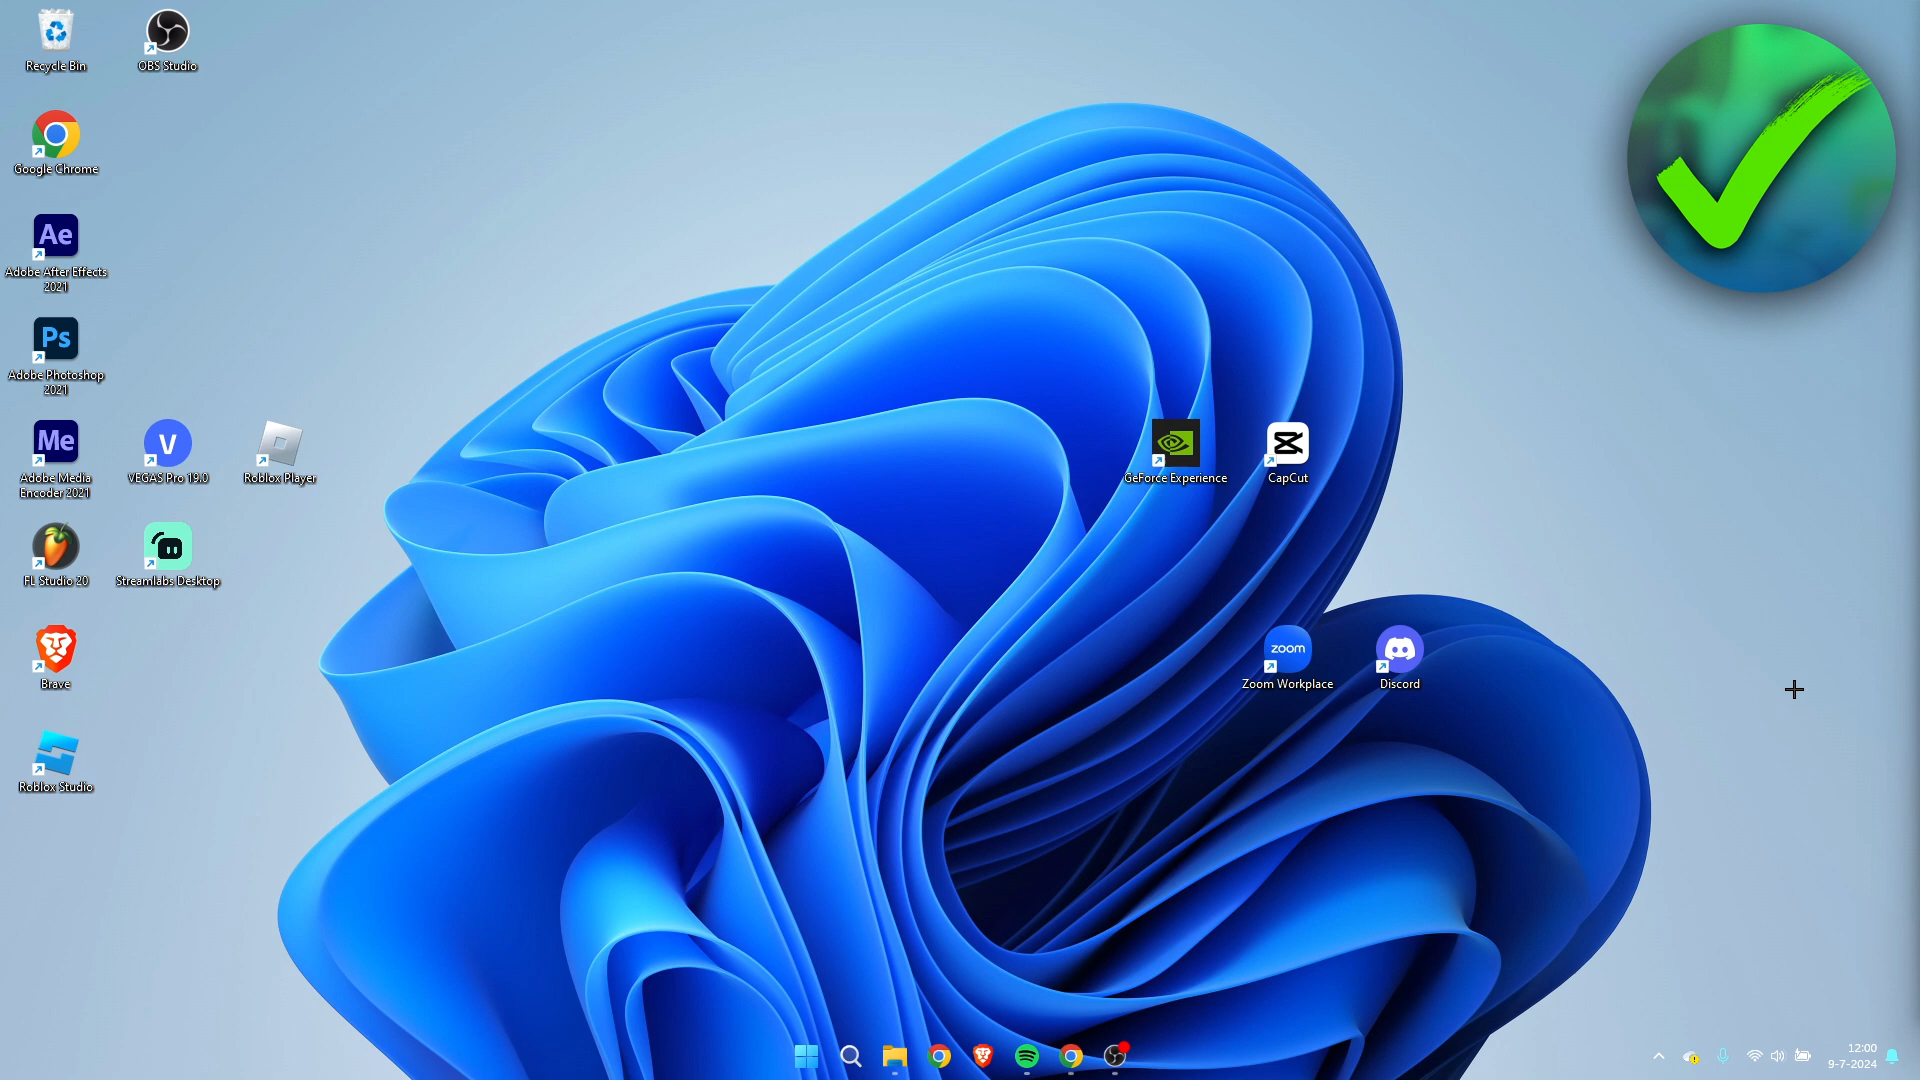 Recycle Bin
OBS Studio
Google Chrome
Ae
Adobe After Effects
2021
Ps
Adobe Photoshop
2021
Me
Adobe Media
Encoder 2021
V
VEGAS Pro 19.0
Roblox Player
GeForce Experience
CapCut
FL Studio 20
Streamlabs Desktop
Brave
zoom
Zoom Workplace
Discord
Roblox Studio
12:00
9-7-2024